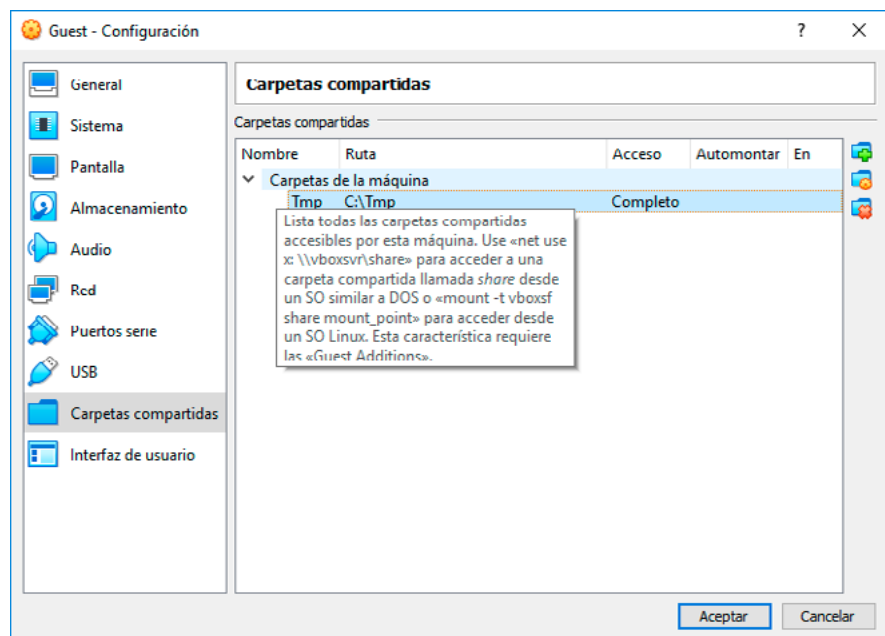 Guest - Configuración
?
General
Sistema
Pantalla
Almacenamiento
Audio
Red
Puertos serie
USB
Carpetas compartidas
Interfaz de usuario
Carpetas compartidas
Carpetas compartidas
Nombre Ruta Acceso Automontar En
Carpetas de la máquina
Tmp C:\Tmp Completo
Lista todas las carpetas compartidas
accesibles por esta máquina. Use «net use
x: \\vboxsvr\share» para acceder a una
carpeta compartida llamada share desde
un SO similar a DOS o «mount -t vboxsf
share mount_point» para acceder desde
un SO Linux. Esta característica requiere
las «Guest Additions».
Aceptar Cancelar